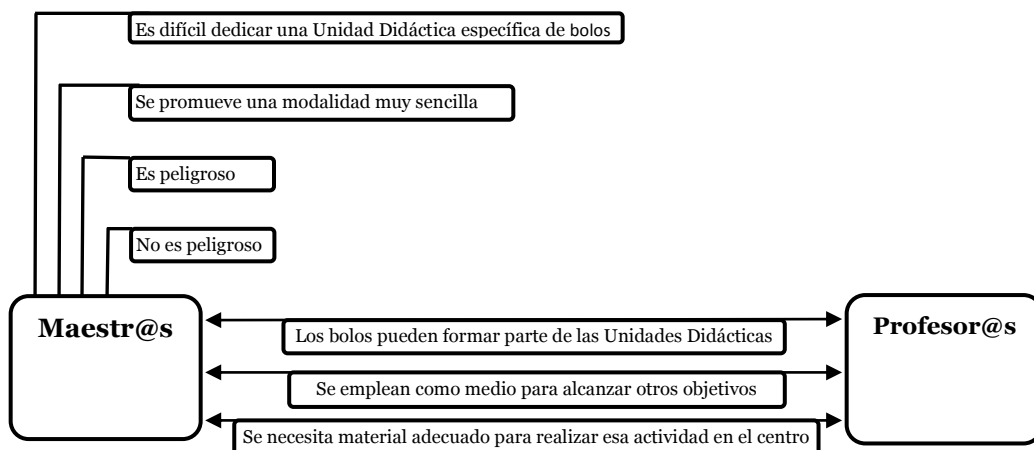 Es difícil dedicar una Unidad Didáctica específica de bolos
Se promueve una modalidad muy sencilla
Es peligroso
No es peligroso
Maestr@s
Profesor@s
Los bolos pueden formar parte de las Unidades Didácticas
Se emplean como medio para alcanzar otros objetivos
Se necesita material adecuado para realizar esa actividad en el centro